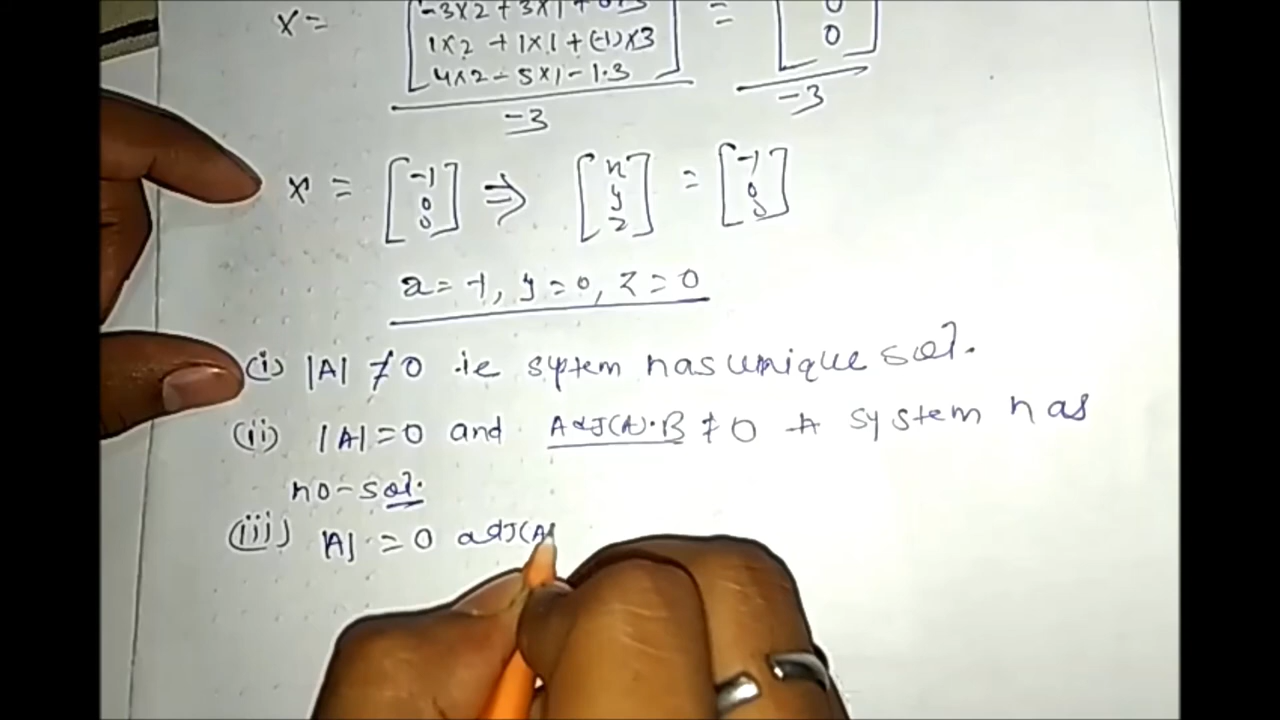 X =
-3x2 + 3x1 +
1x2 + 1x1 + (-1)x3
4x2 - 5x1 - 1.3
-3
=
0
0
-3
X = [-1 0 0] ⇒ [x y z] = [-1 0 0]
x = -1, y = 0, z = 0
(i) |A| ≠ 0 ie system has unique sol.
(ii) |A| = 0 and AdJ(A).B ≠ 0 system has
no-sol.
(iii) |A| = 0 adJ(A